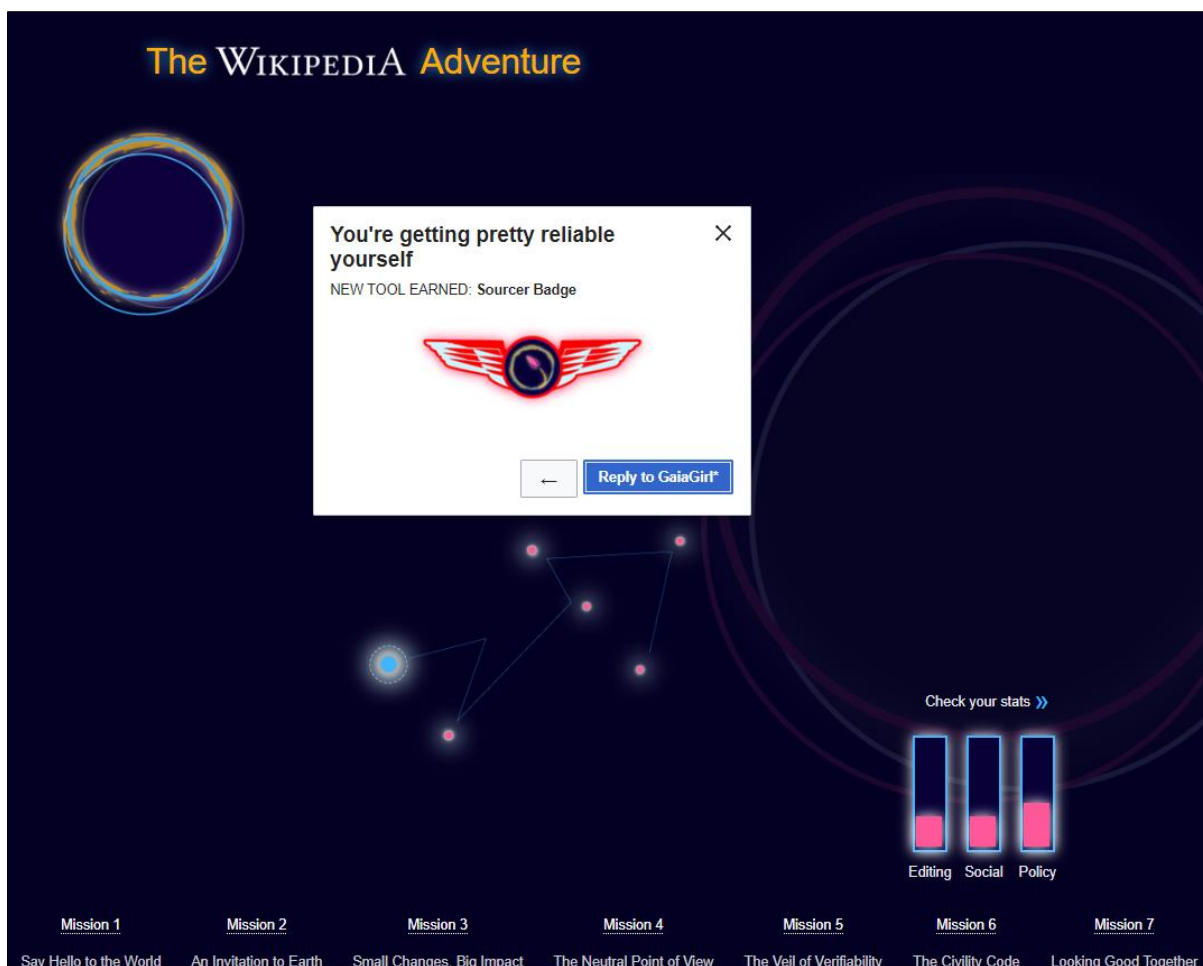 The WIKIPEDIA Adventure
You're getting pretty reliable
yourself
NEW TOOL EARNED: Sourcer Badge
← Reply to GaiaGirl*
Check your stats »
Editing Social Policy
Mission 1 Mission 2 Mission 3 Mission 4 Mission 5 Mission 6 Mission 7
Say Hello to the World An Invitation to Earth Small Changes, Big Impact The Neutral Point of View The Veil of Verifiability The Civility Code Looking Good Together